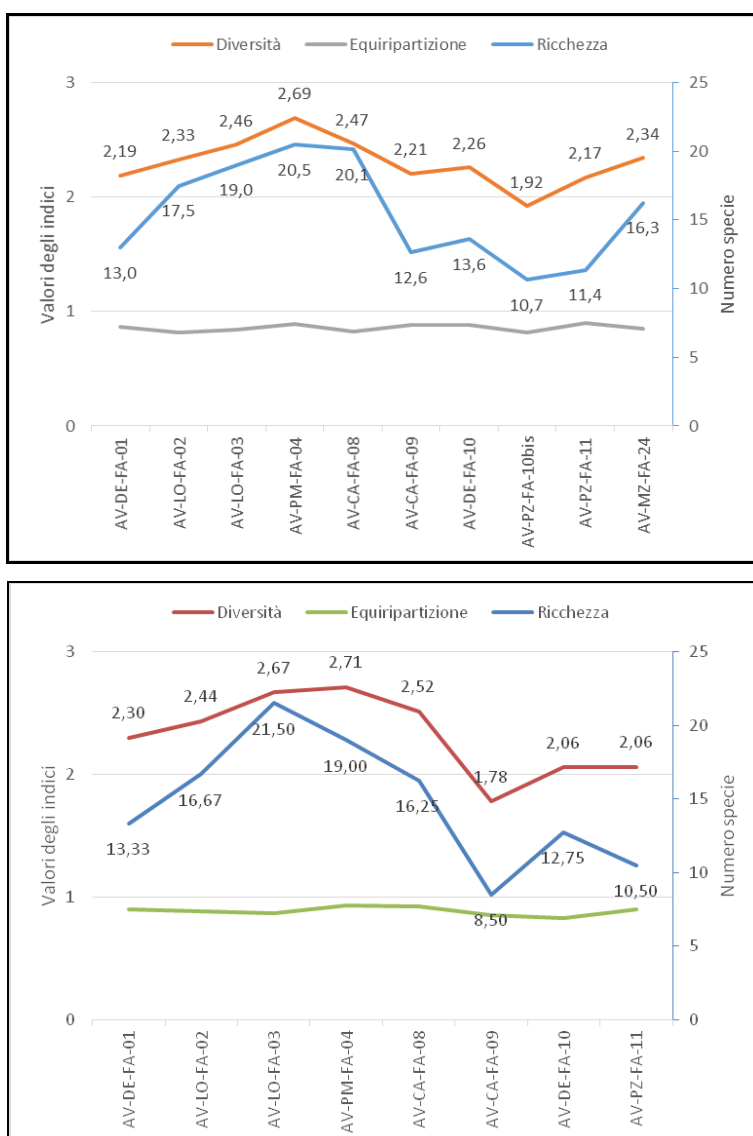 Diversità Equiripartizione Ricchezza
3 25
2,69
2,46 2,47
2,33 2,34
2,19 2,21 2,26 2,17
1,92
20
2
20,5 20,1
19,0
17,5
16,3
15
13,0 12,6 13,6
10,7 11,4
10
1
5
0 0
Valori degli indici
Numero specie
AV-DE-FA-01
AV-LO-FA-02
AV-LO-FA-03
AV-PM-FA-04
AV-CA-FA-08
AV-CA-FA-09
AV-DE-FA-10
AV-PZ-FA-10bis
AV-PZ-FA-11
AV-MZ-FA-24
Diversità Equiripartizione Ricchezza
3 25
2,67 2,71
2,44 2,52
2,30
2,06 2,06
1,78
20
2
21,50
19,00
16,67 16,25
15
13,33 12,75
10
1
8,50 10,50
5
0 0
Valori degli indici
Numero specie
AV-DE-FA-01
AV-LO-FA-02
AV-LO-FA-03
AV-PM-FA-04
AV-CA-FA-08
AV-CA-FA-09
AV-DE-FA-10
AV-PZ-FA-11